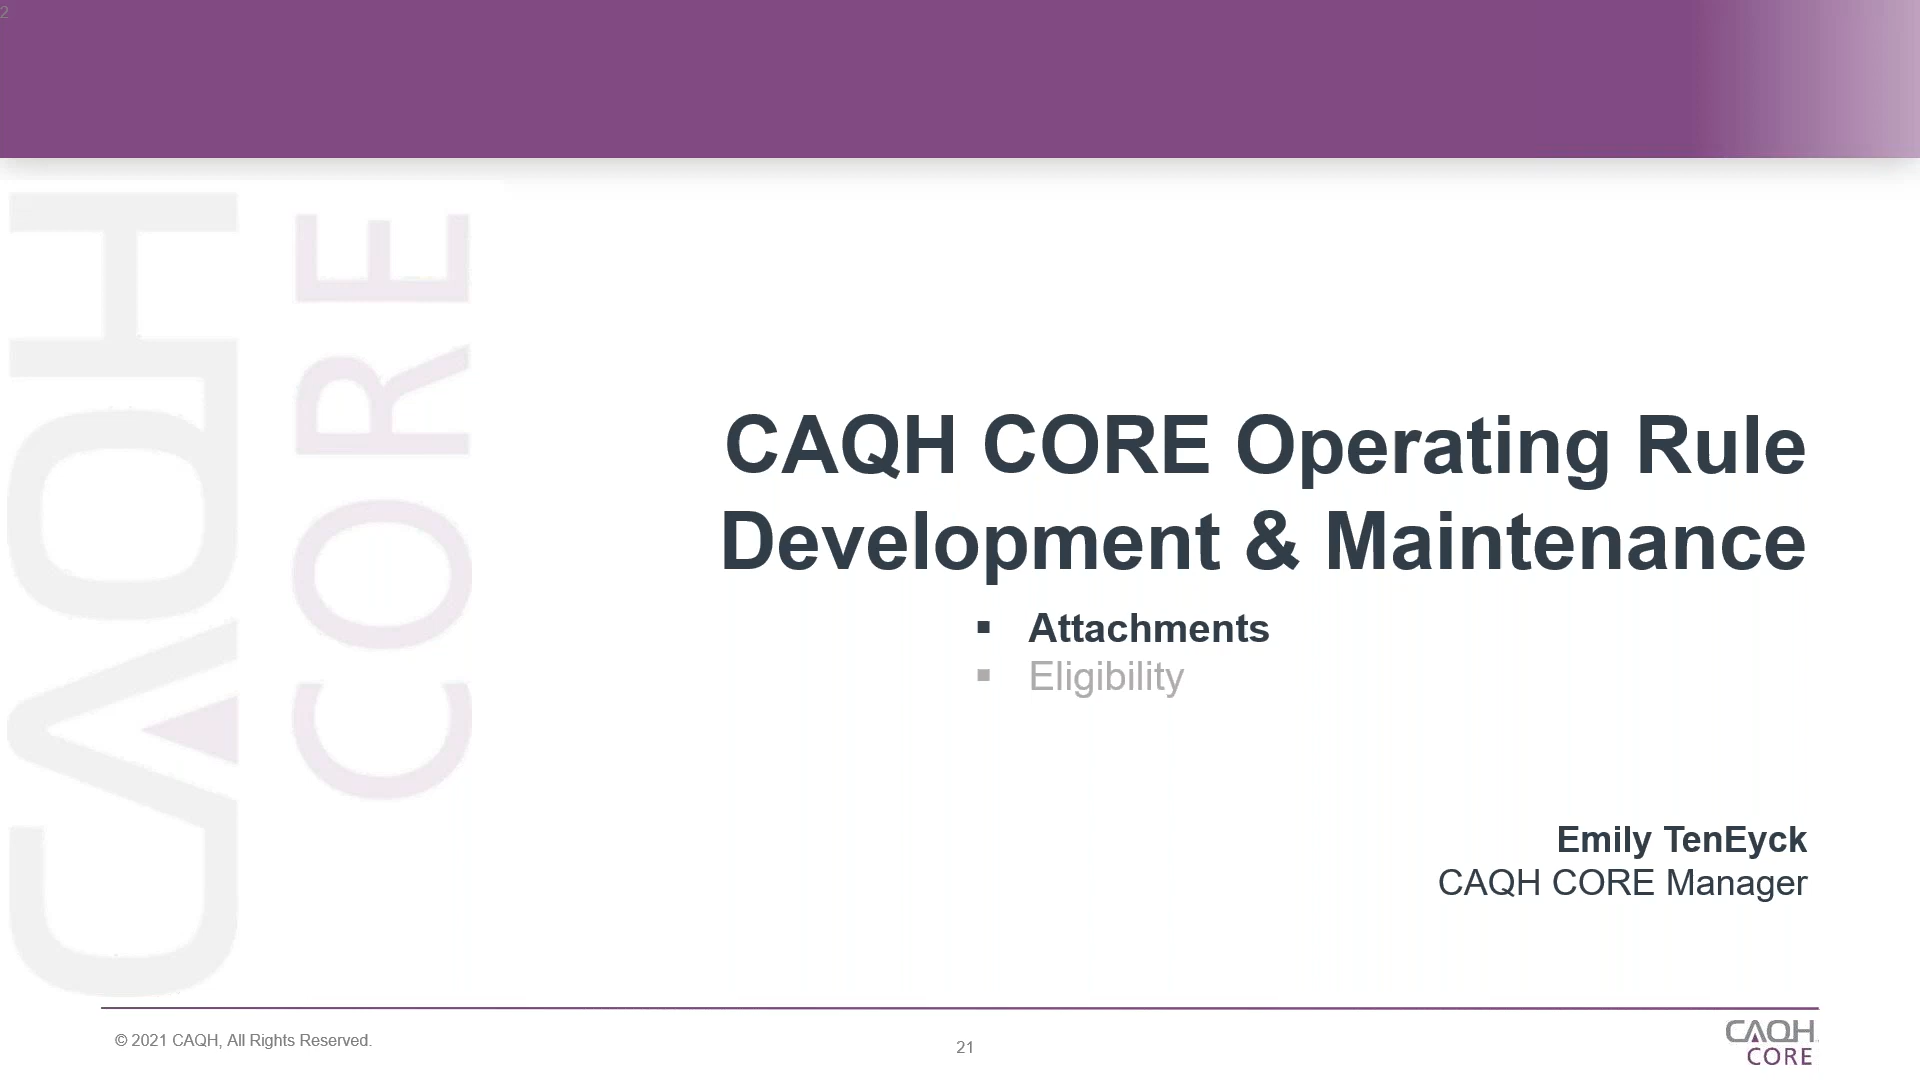 2
CAQH
CORE
CAQH CORE Operating Rule
Development & Maintenance
▪ Attachments
▪ Eligibility
Emily TenEyck
CAQH CORE Manager
© 2021 CAQH, All Rights Reserved.
21
CAQH
CORE